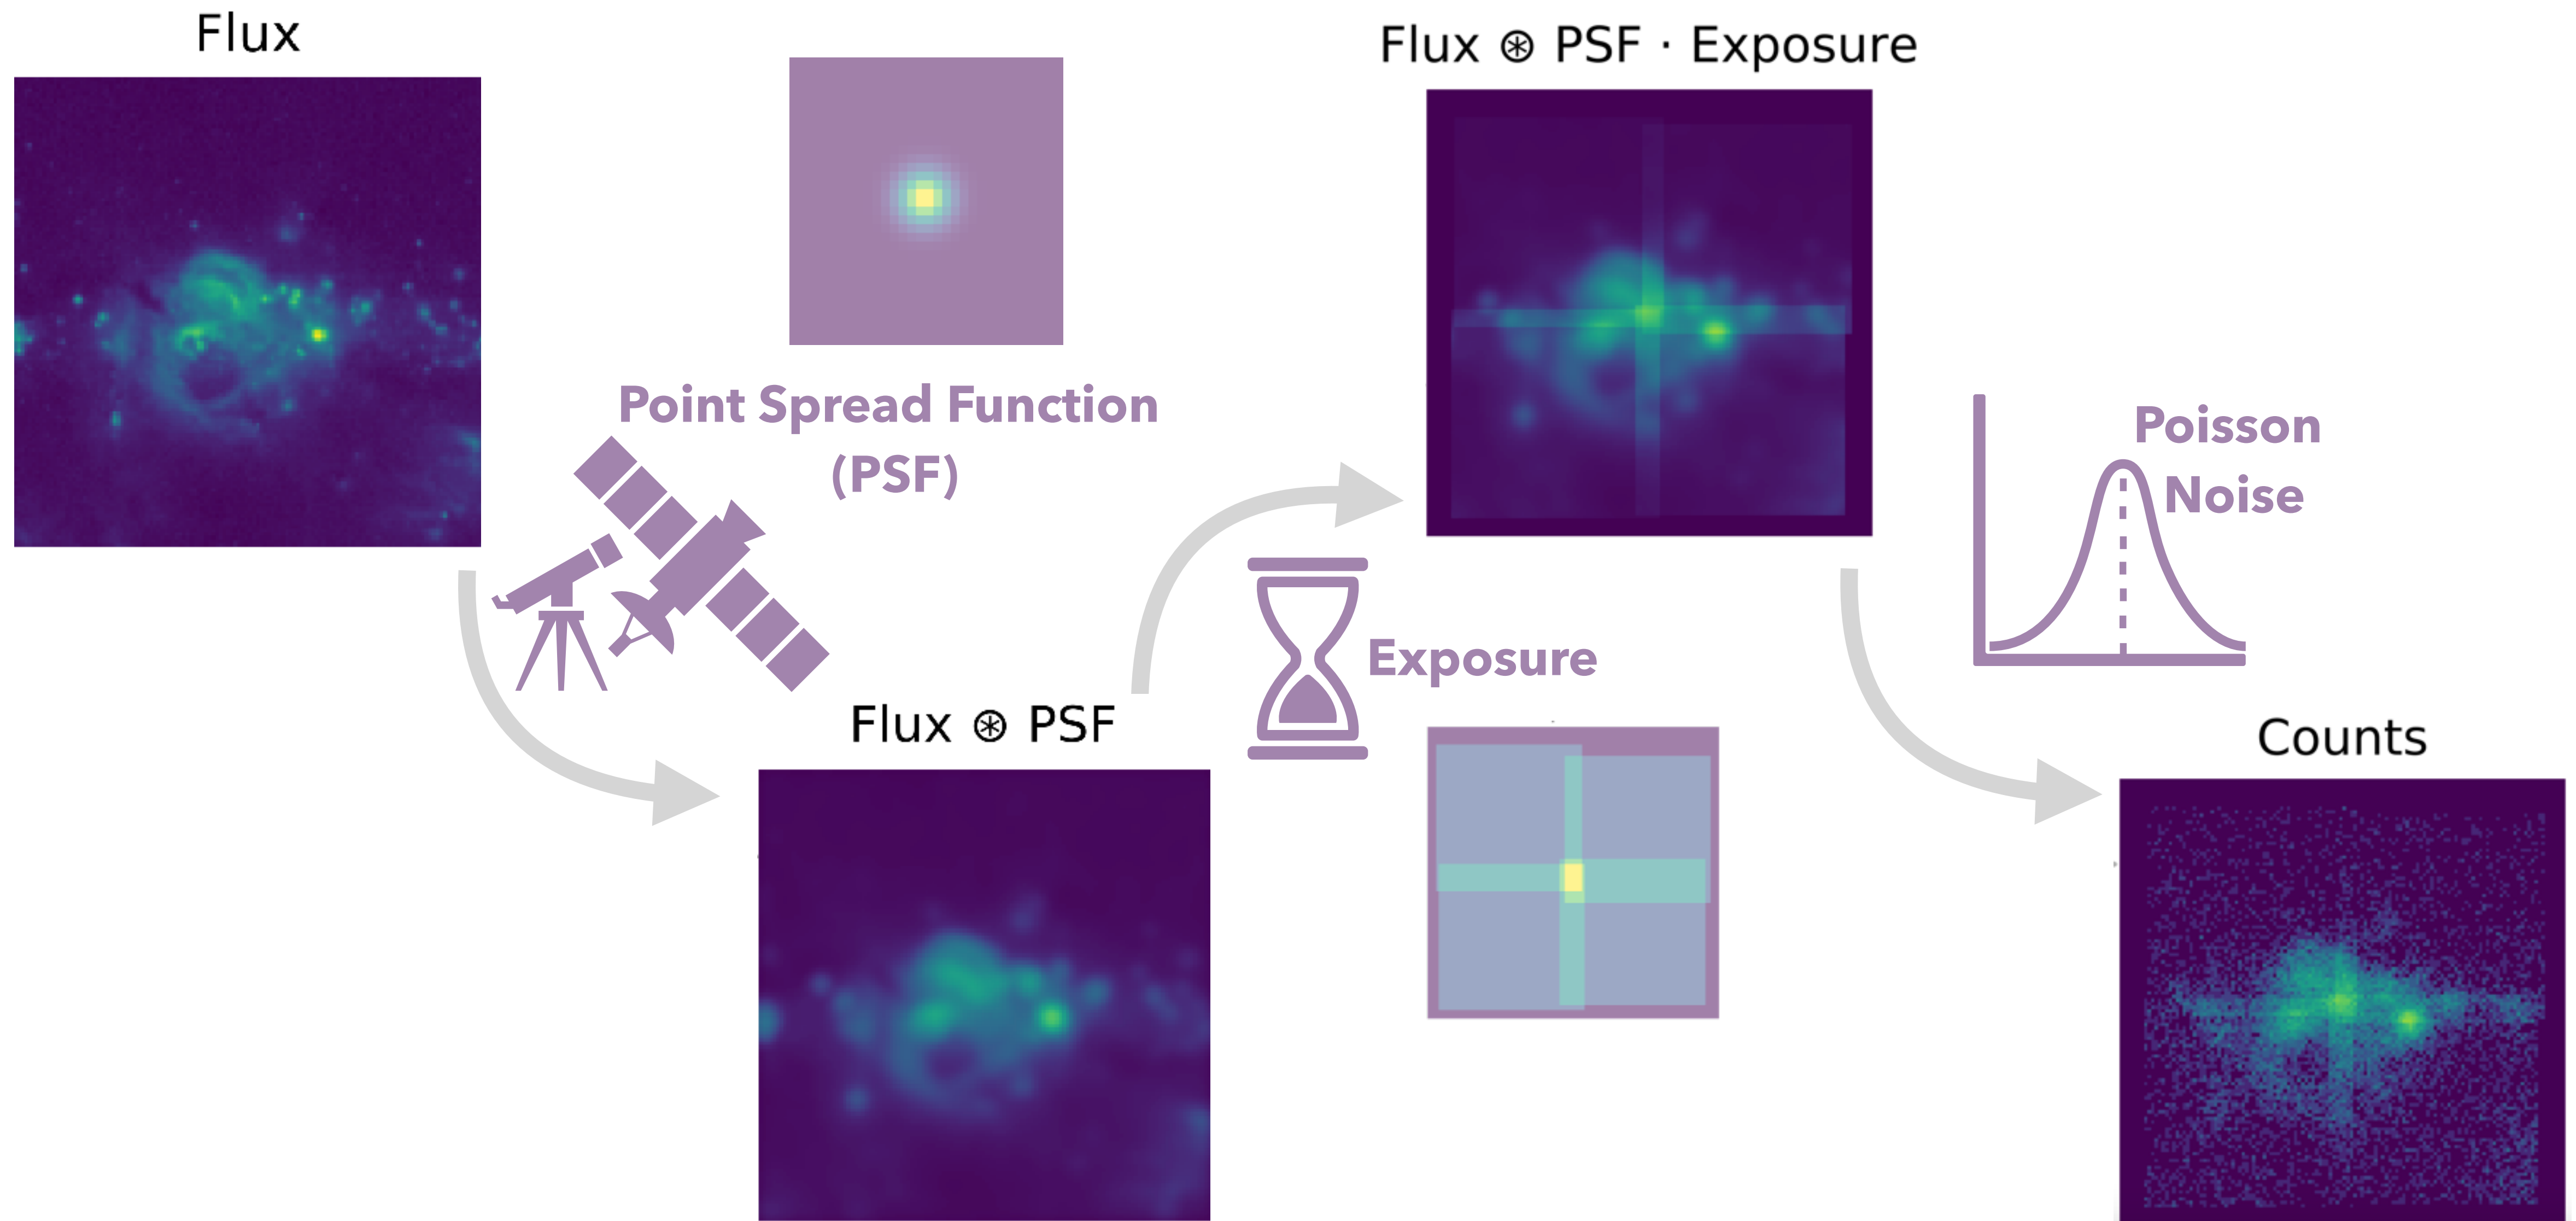 Flux
Point Spread Function
(PSF)
Flux ⊛ PSF
Exposure
Flux ⊛ PSF · Exposure
Poisson
Noise
Counts